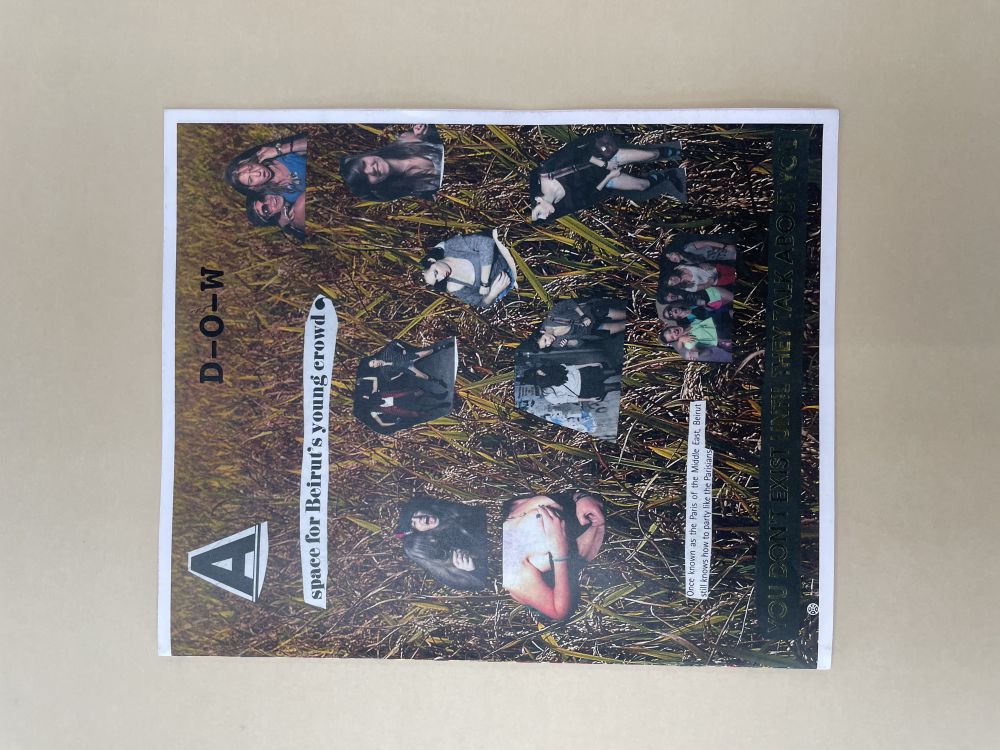 A
D–O–W
space for Beirut's young crowd
Once known as the Paris of the Middle East, Beirut
still knows how to party like the Parisians
YOU DON'T EXIST UNTIL THEY TALK ABOUT YOU